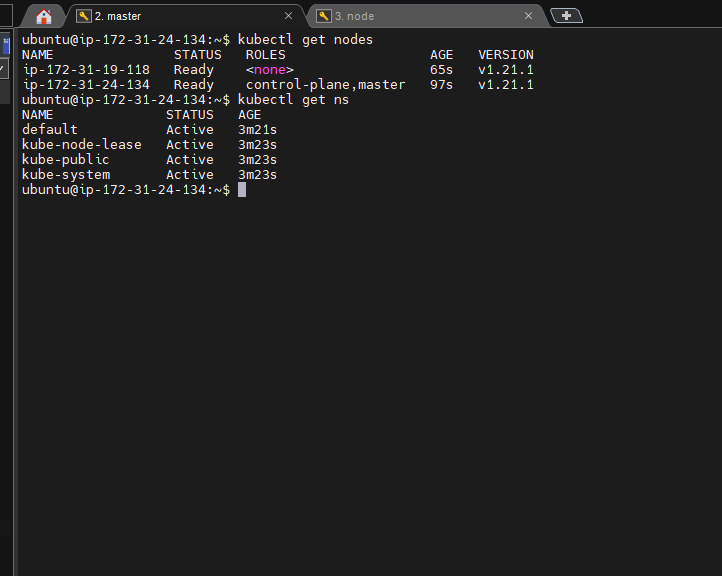 2. master
3. node
ubuntu@ip-172-31-24-134:~$ kubectl get nodes
NAME               STATUS   ROLES                  AGE   VERSION
ip-172-31-19-118   Ready    <none>                 65s   v1.21.1
ip-172-31-24-134   Ready    control-plane,master   97s   v1.21.1
ubuntu@ip-172-31-24-134:~$ kubectl get ns
NAME              STATUS   AGE
default           Active   3m21s
kube-node-lease   Active   3m23s
kube-public       Active   3m23s
kube-system       Active   3m23s
ubuntu@ip-172-31-24-134:~$